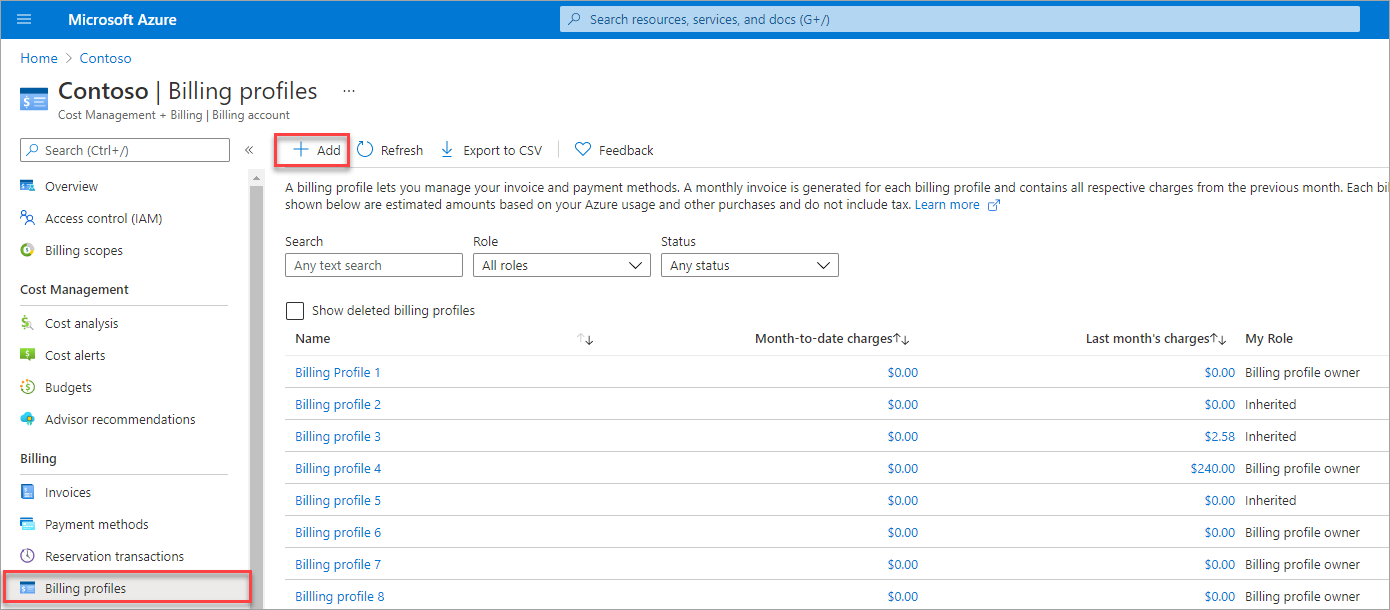 Microsoft Azure
Search resources, services, and docs (G+/)
Home > Contoso
Contoso | Billing profiles ...
Cost Management + Billing | Billing account
Search (Ctrl+/) «
Add Refresh Export to CSV Feedback
Overview
Access control (IAM)
Billing scopes
Cost Management
Cost analysis
Cost alerts
Budgets
Advisor recommendations
Billing
Invoices
Payment methods
Reservation transactions
Billing profiles
A billing profile lets you manage your invoice and payment methods. A monthly invoice is generated for each billing profile and contains all respective charges from the previous month. Each bil
shown below are estimated amounts based on your Azure usage and other purchases and do not include tax. Learn more
Search Role Status
Any text search All roles Any status
Show deleted billing profiles
Name Month-to-date charges Last month's charges My Role
Billing Profile 1 $0.00 $0.00 Billing profile owner
Billing profile 2 $0.00 $0.00 Inherited
Billing profile 3 $0.00 $2.58 Inherited
Billing profile 4 $0.00 $240.00 Billing profile owner
Billing profile 5 $0.00 $0.00 Inherited
Billing profile 6 $0.00 $0.00 Billing profile owner
Billing profile 7 $0.00 $0.00 Billing profile owner
Billling profile 8 $0.00 $0.00 Billing profile owner